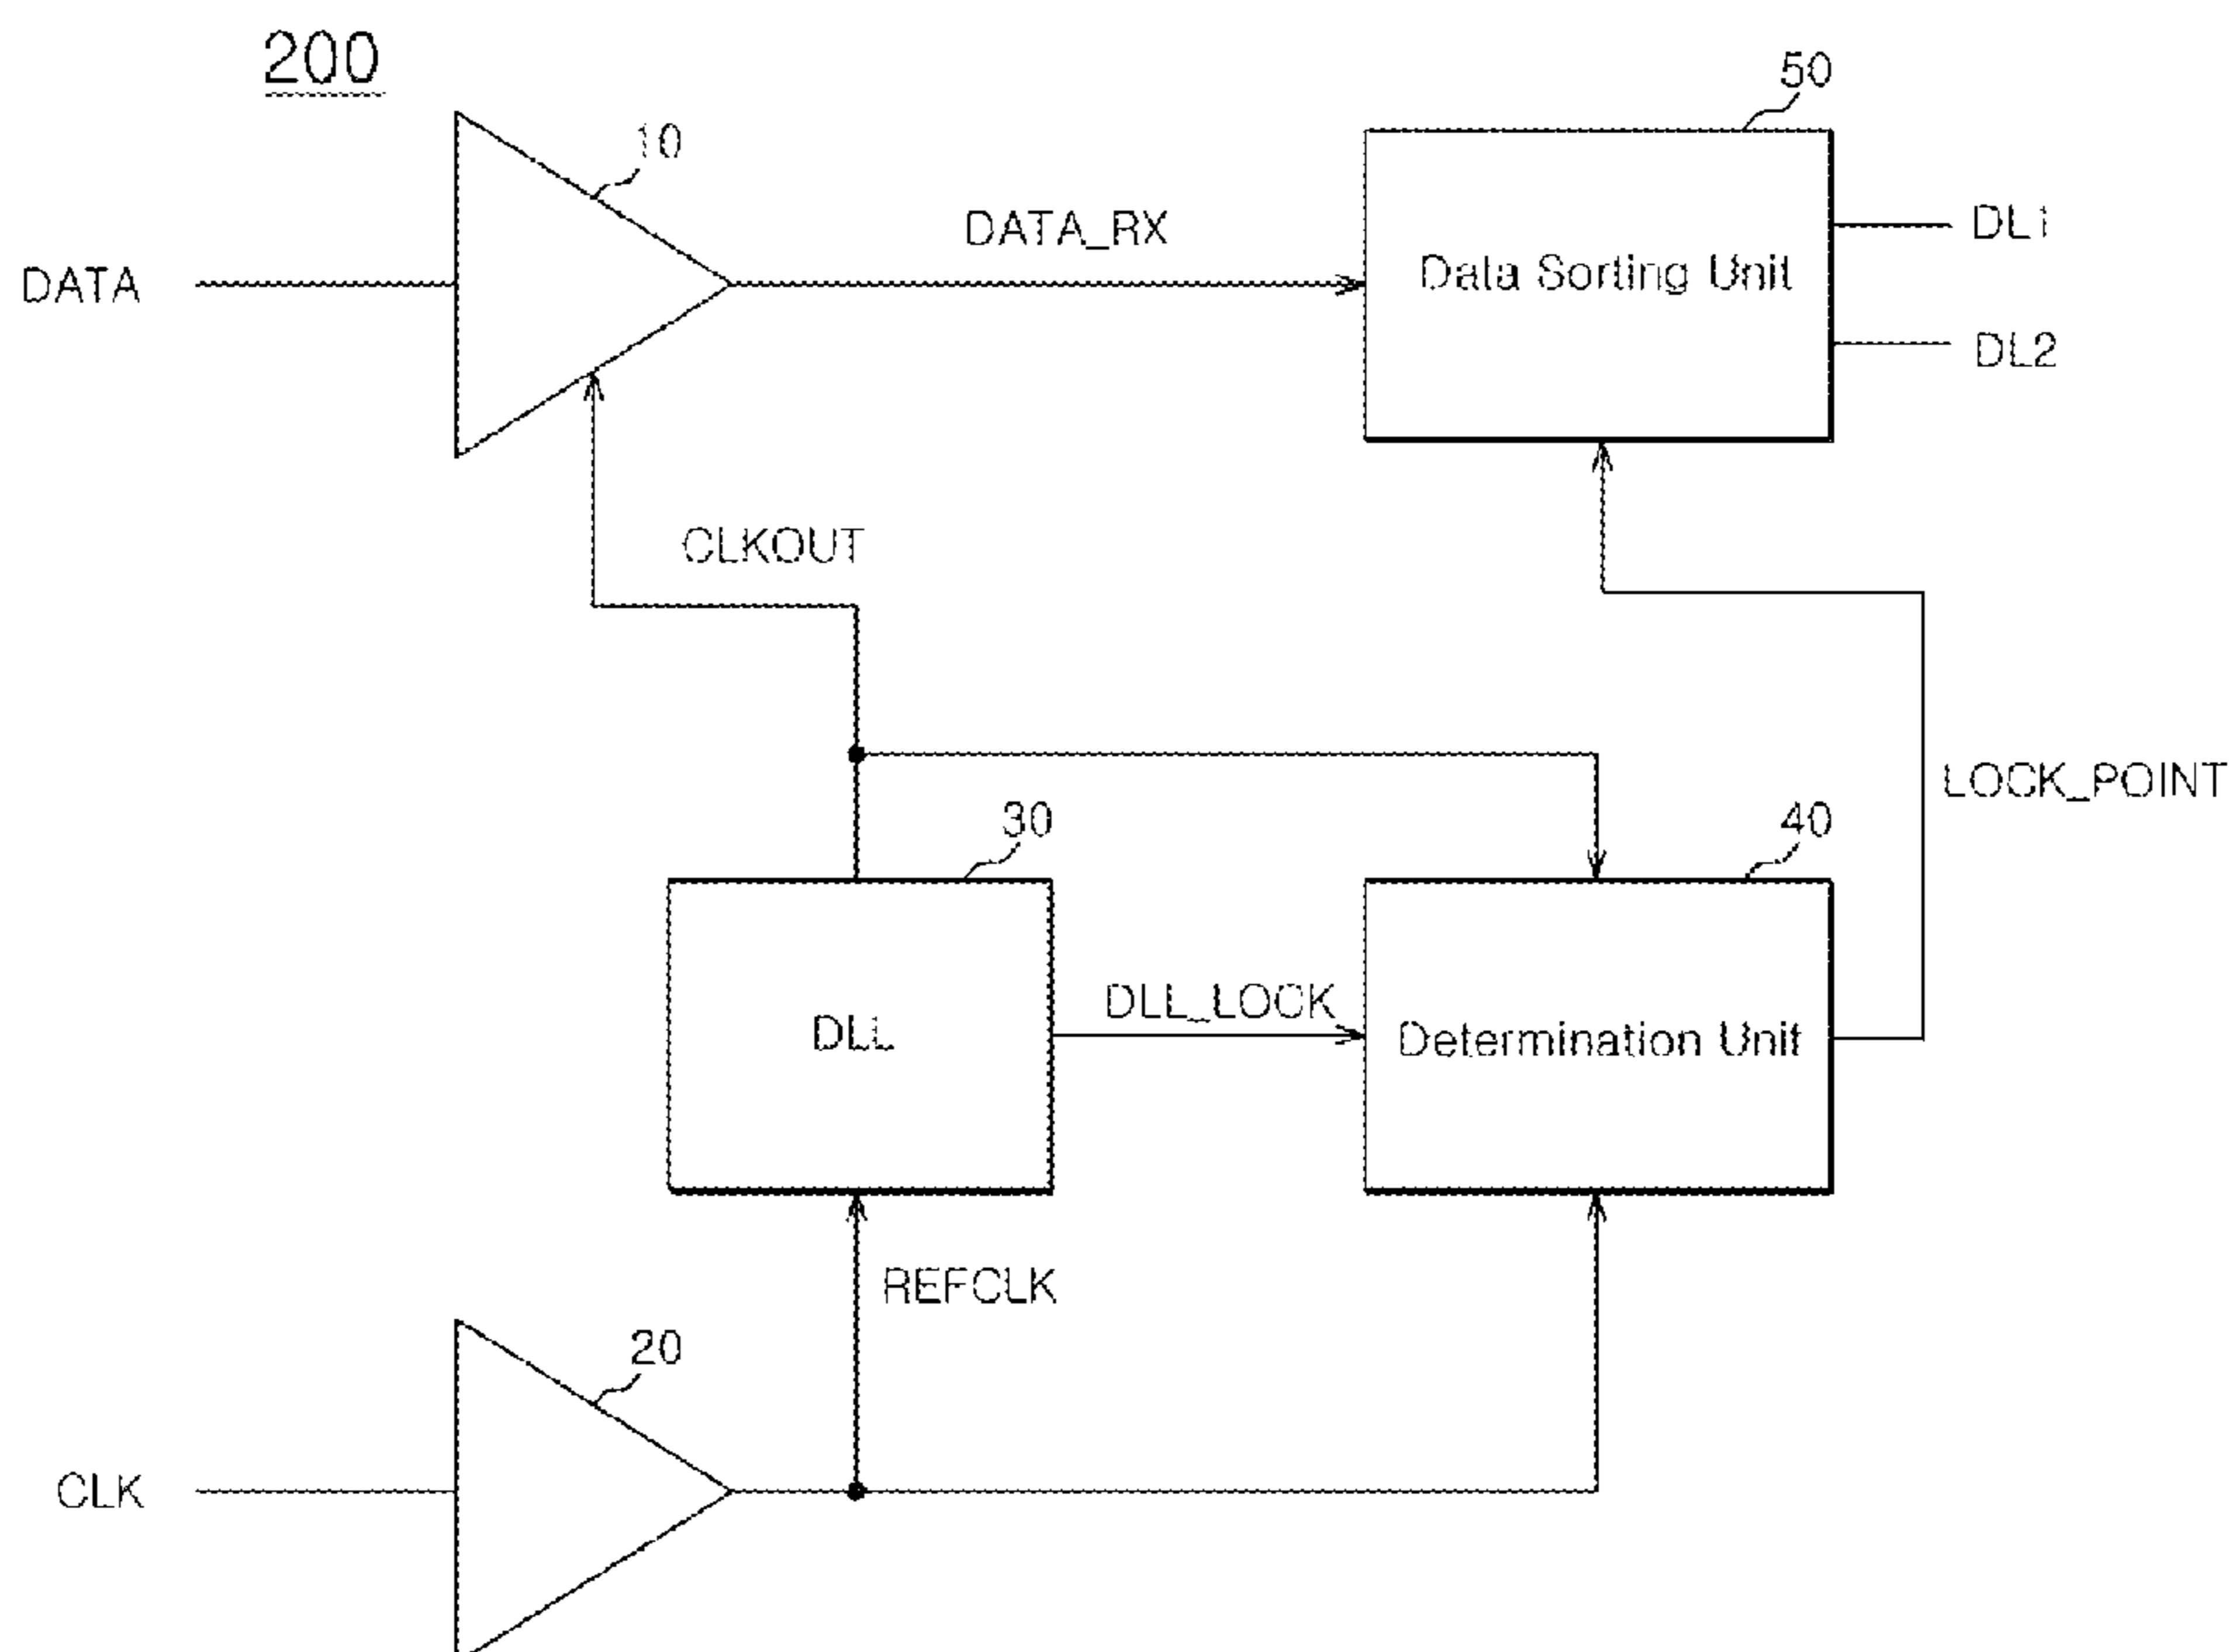 200
50
10
DATA_RX
DL1
DATA
Data Sorting Unit
DL2
CLKOUT
LOCK_POINT
30
40
DLL_LOCK
DLL
Determination Unit
REFCLK
20
CLK